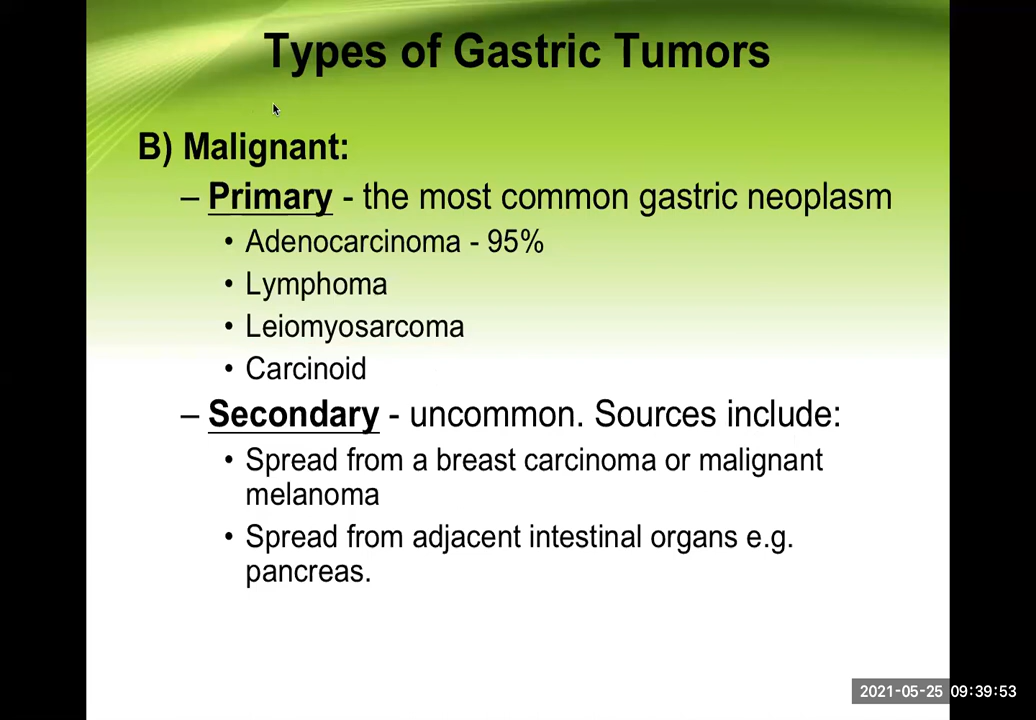 Types of Gastric Tumors
B) Malignant:
– Primary - the most common gastric neoplasm
• Adenocarcinoma - 95%
• Lymphoma
• Leiomyosarcoma
• Carcinoid
– Secondary - uncommon. Sources include:
• Spread from a breast carcinoma or malignant
melanoma
• Spread from adjacent intestinal organs e.g.
pancreas.
2021-05-25 09:39:53